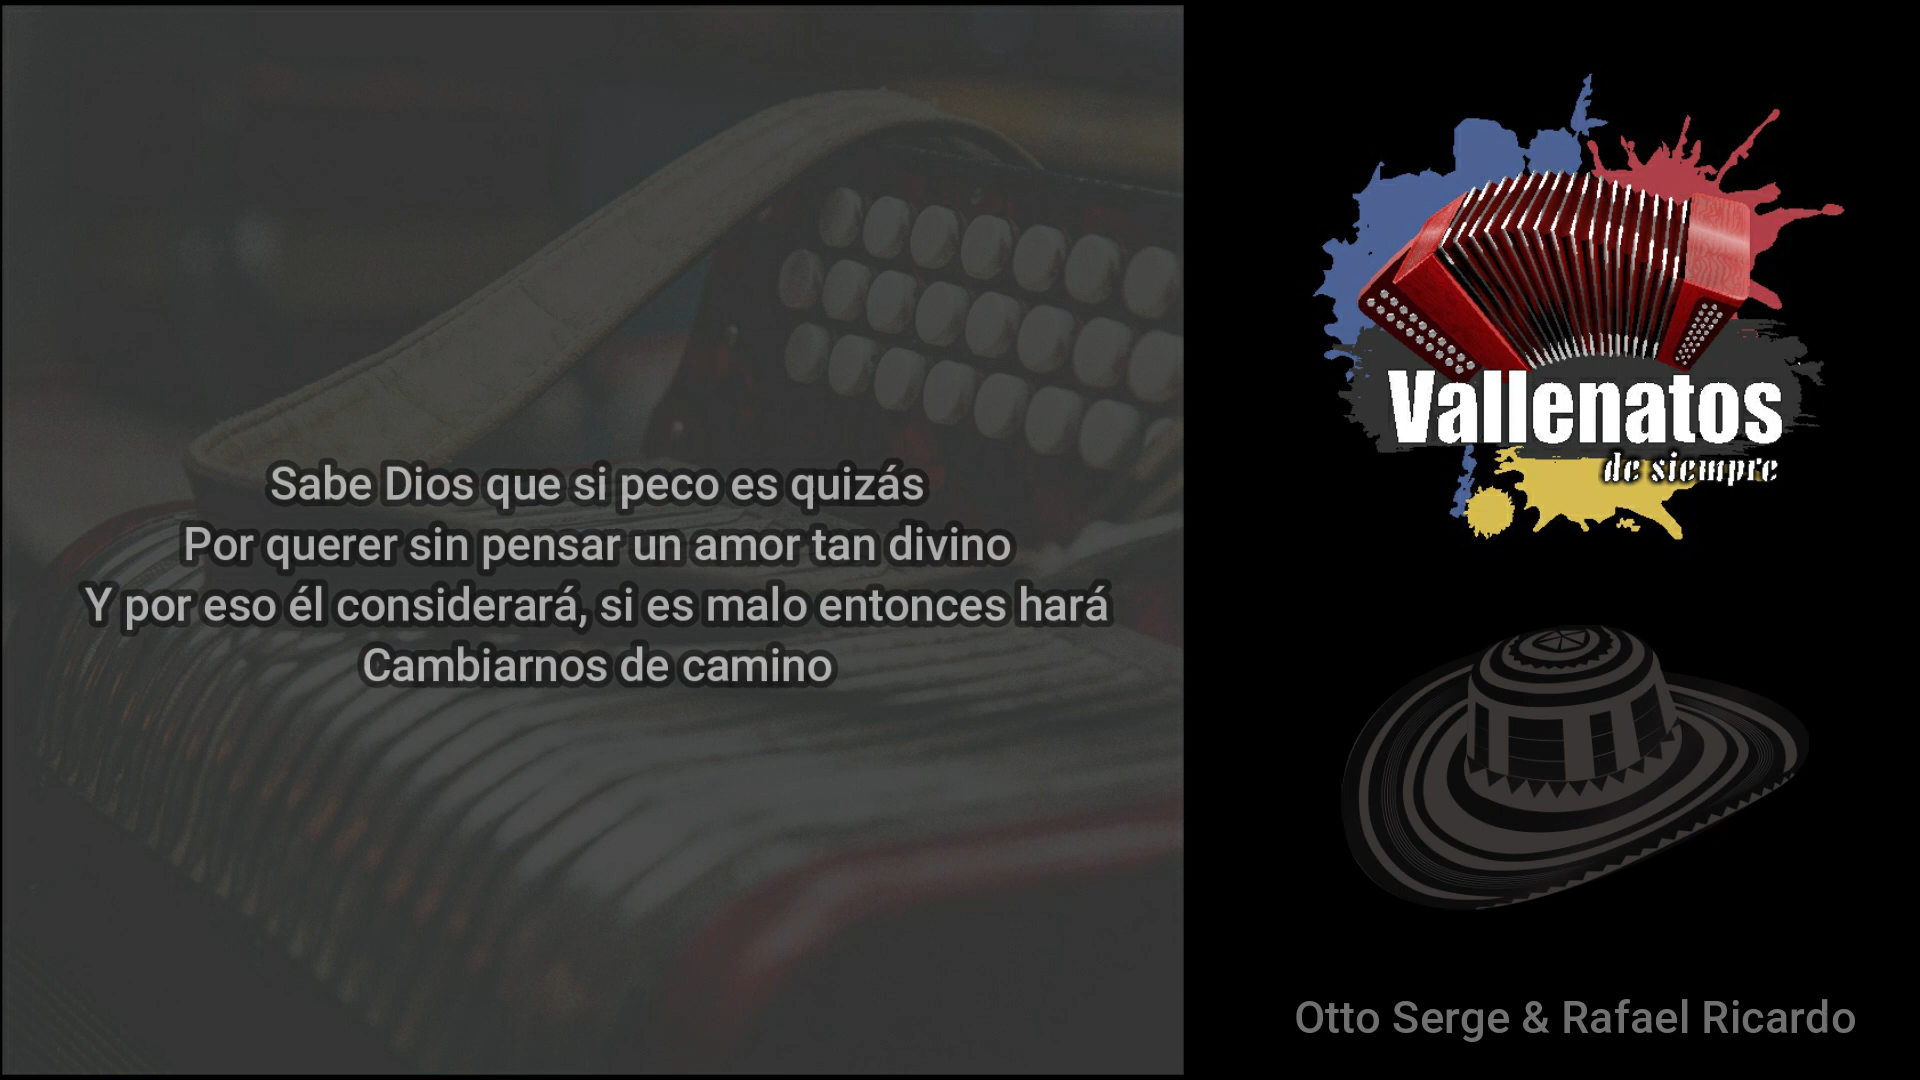 Sabe Dios que si peco es quizás
Por querer sin pensar un amor tan divino
Y por eso él considerará, si es malo entonces hará
Cambiarnos de camino
Vallenatos
de siempre
Otto Serge & Rafael Ricardo